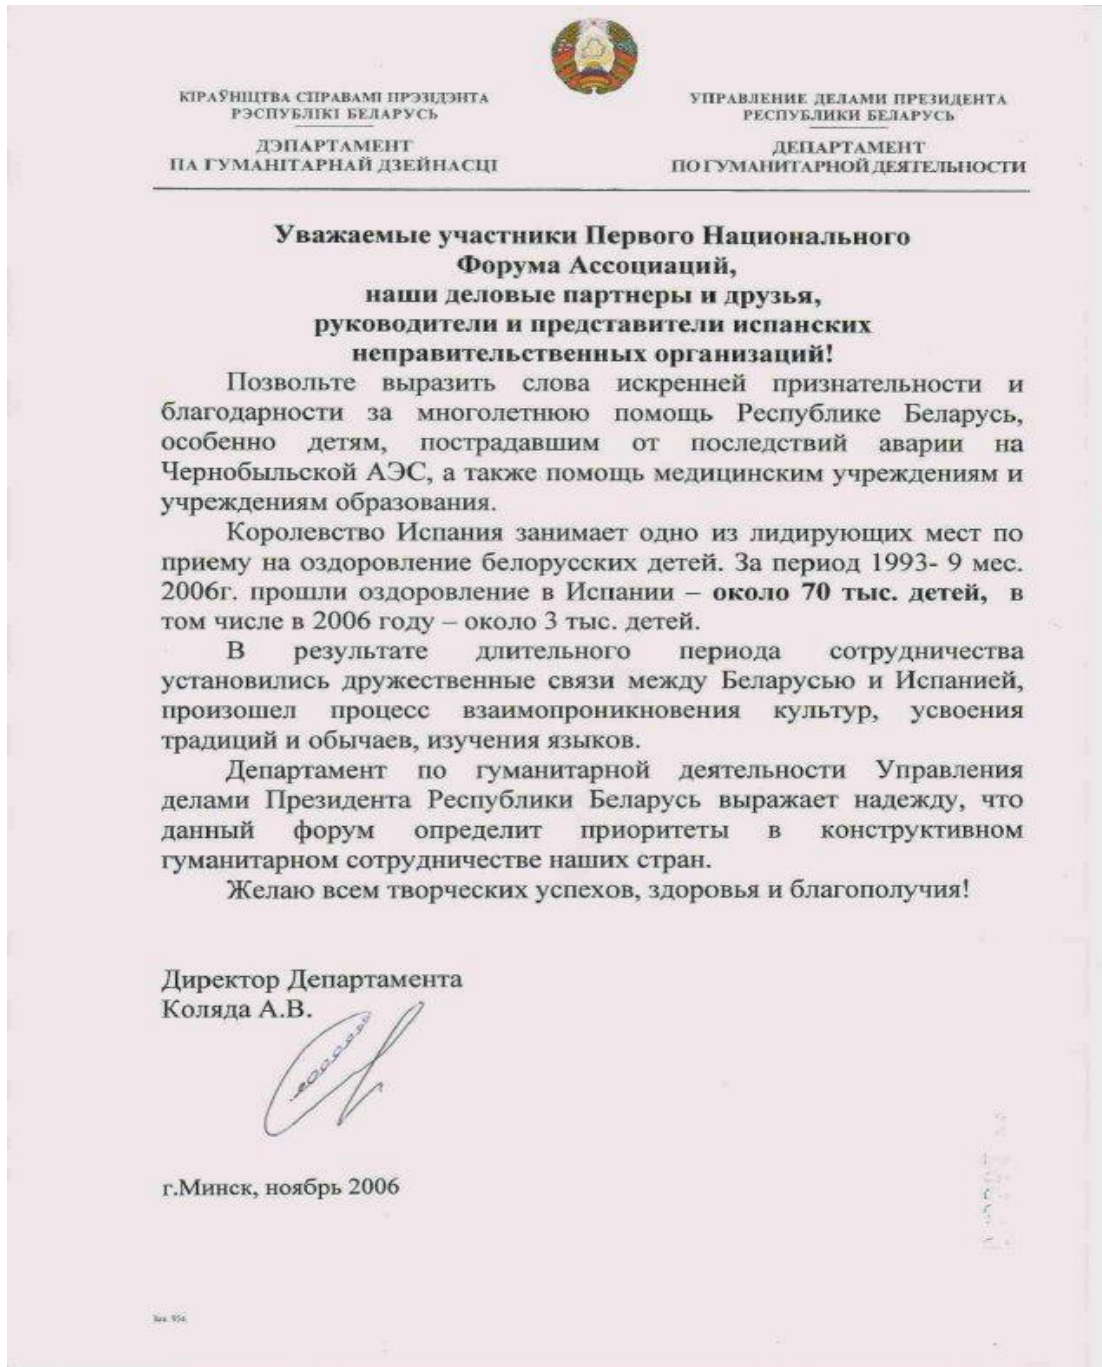 КІРАЎНІЦТВА СПРАВАМІ ПРЭЗІДЭНТА
РЭСПУБЛІКІ БЕЛАРУСЬ
ДЭПАРТАМЕНТ
ПА ГУМАНІТАРНАЙ ДЗЕЙНАСЦІ
УПРАВЛЕНИЕ ДЕЛАМИ ПРЕЗИДЕНТА
РЕСПУБЛИКИ БЕЛАРУСЬ
ДЕПАРТАМЕНТ
ПО ГУМАНИТАРНОЙ ДЕЯТЕЛЬНОСТИ
Уважаемые участники Первого Национального
Форума Ассоциаций,
наши деловые партнеры и друзья,
руководители и представители испанских
неправительственных организаций!
Позвольте выразить слова искренней признательности и
благодарности за многолетнюю помощь Республике Беларусь,
особенно детям, пострадавшим от последствий аварии на
Чернобыльской АЭС, а также помощь медицинским учреждениям и
учреждениям образования.
Королевство Испания занимает одно из лидирующих мест по
приему на оздоровление белорусских детей. За период 1993- 9 мес.
2006г. прошли оздоровление в Испании – около 70 тыс. детей, в
том числе в 2006 году – около 3 тыс. детей.
В результате длительного периода сотрудничества
установились дружественные связи между Беларусью и Испанией,
произошел процесс взаимопроникновения культур, усвоения
традиций и обычаев, изучения языков.
Департамент по гуманитарной деятельности Управления
делами Президента Республики Беларусь выражает надежду, что
данный форум определит приоритеты в конструктивном
гуманитарном сотрудничестве наших стран.
Желаю всем творческих успехов, здоровья и благополучия!
Директор Департамента
Коляда А.В.
г.Минск, ноябрь 2006